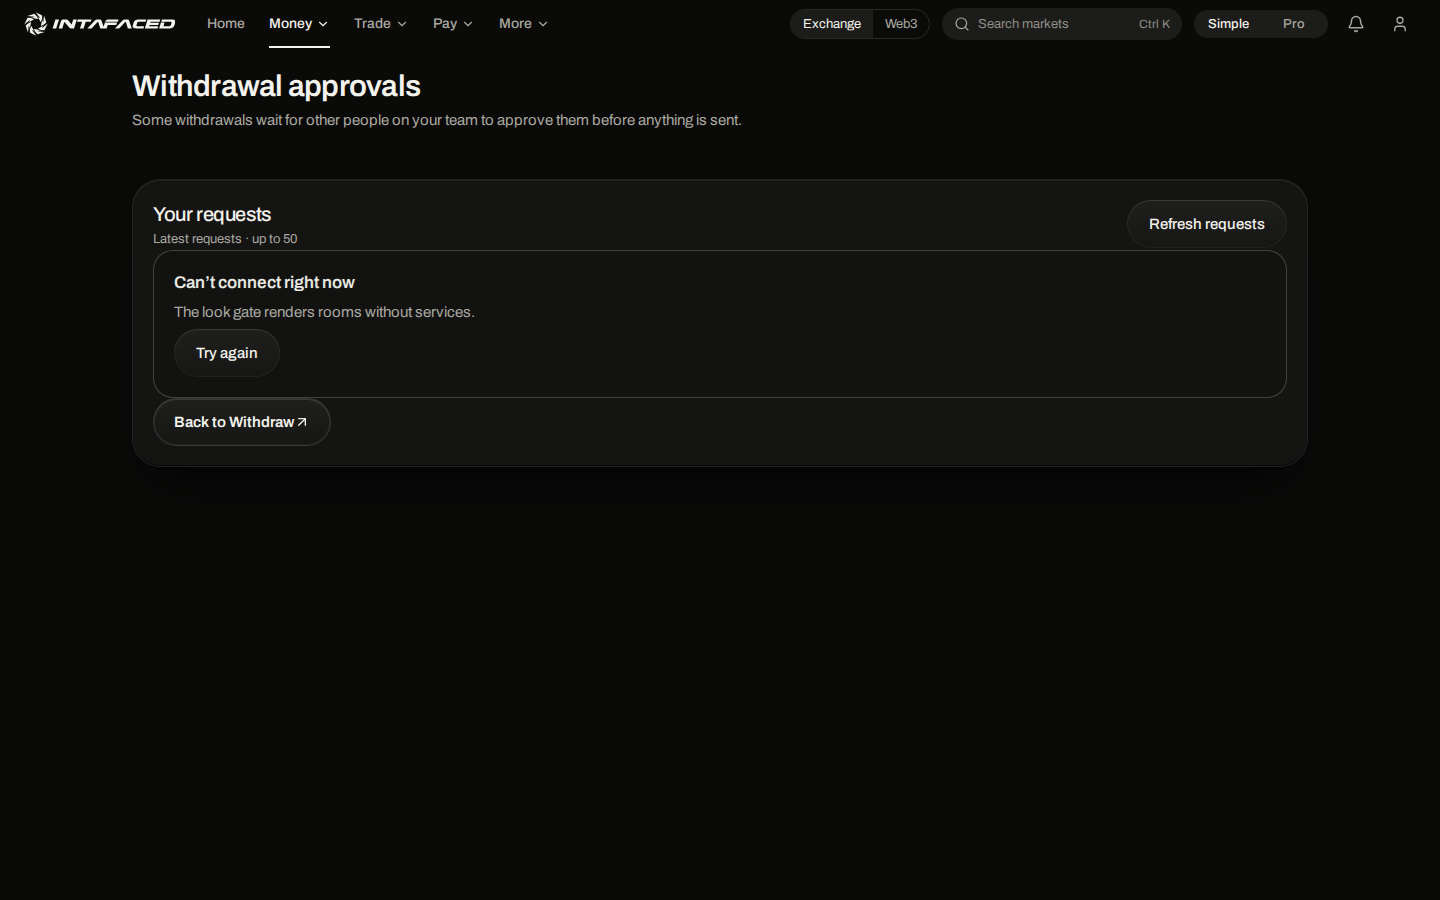 INTAFACED
Home
Money
Trade
Pay
More
Exchange
Web3
Search markets
Ctrl K
Simple
Pro
Withdrawal approvals
Some withdrawals wait for other people on your team to approve them before anything is sent.
Your requests
Latest requests · up to 50
Refresh requests
Can’t connect right now
The look gate renders rooms without services.
Try again
Back to Withdraw